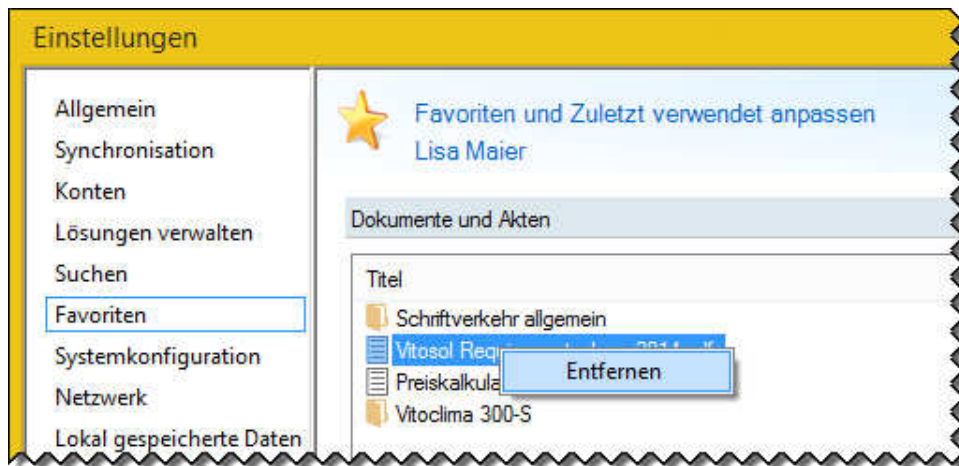 Einstellungen
Allgemein
Synchronisation
Konten
Lösungen verwalten
Suchen
Favoriten
Systemkonfiguration
Netzwerk
Lokal gespeicherte Daten
Favoriten und Zuletzt verwendet anpassen
Lisa Maier
Dokumente und Akten
Titel
Schriftverkehr allgemein
Vitosol
Entfernen
Vitoclima 300-S